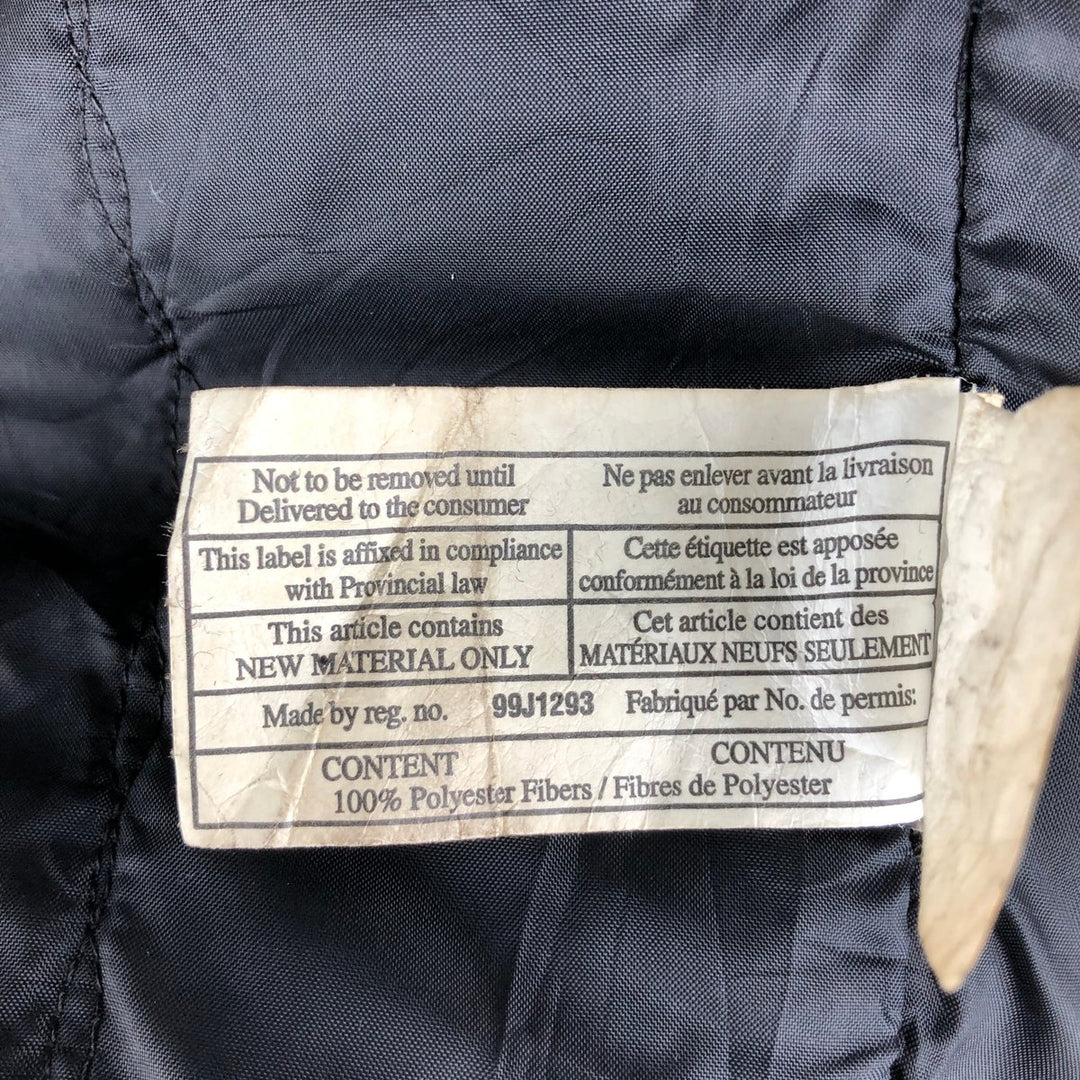 Not to be removed until
Delivered to the consumer
Ne pas enlever avant la livraison
au consommateur
This label is affixed in compliance
with Provincial law
Cette étiquette est apposée
conformément à la loi de la province
This article contains
NEW MATERIAL ONLY
Cet article contient des
MATÉRIAUX NEUFS SEULEMENT
Made by reg. no. 99J1293 Fabriqué par No. de permis:
CONTENT CONTENU
100% Polyester Fibers / Fibres de Polyester